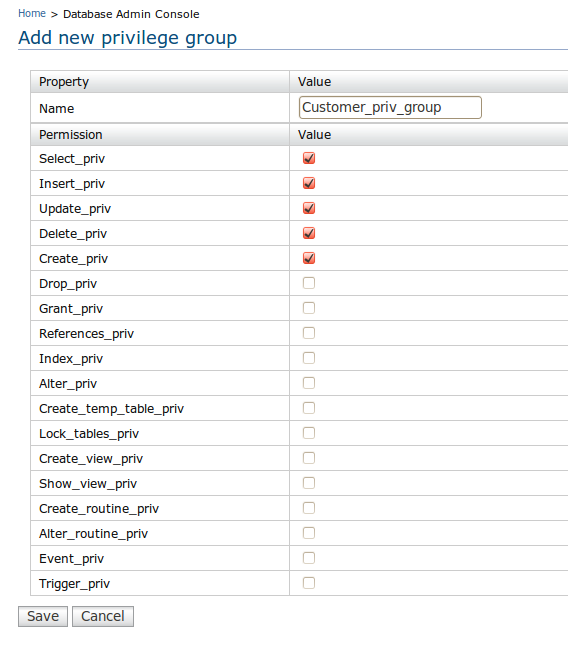 Home > Database Admin Console
Add new privilege group
Property Value
Name Customer_priv_group
Permission Value
Select_priv
Insert_priv
Update_priv
Delete_priv
Create_priv
Drop_priv
Grant_priv
References_priv
Index_priv
Alter_priv
Create_temp_table_priv
Lock_tables_priv
Create_view_priv
Show_view_priv
Create_routine_priv
Alter_routine_priv
Event_priv
Trigger_priv
Save Cancel